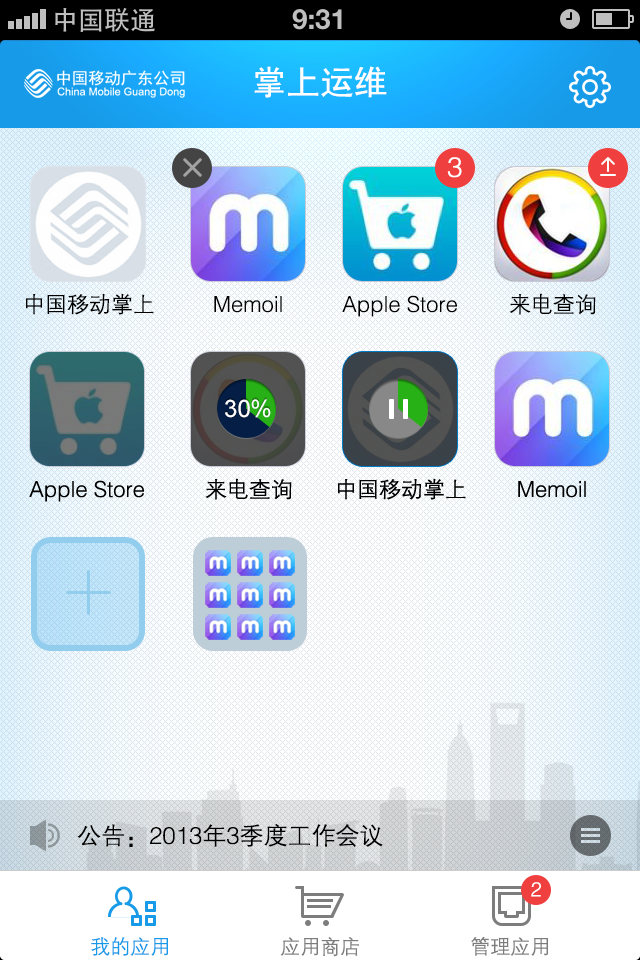 中国联通 9:31
中国移动广东公司
China Mobile Guang Dong
掌上运维
3
中国移动掌上 Memoil Apple Store 来电查询
30%
Apple Store 来电查询 中国移动掌上 Memoil
公告：2013年3季度工作会议
2
我的应用 应用商店 管理应用